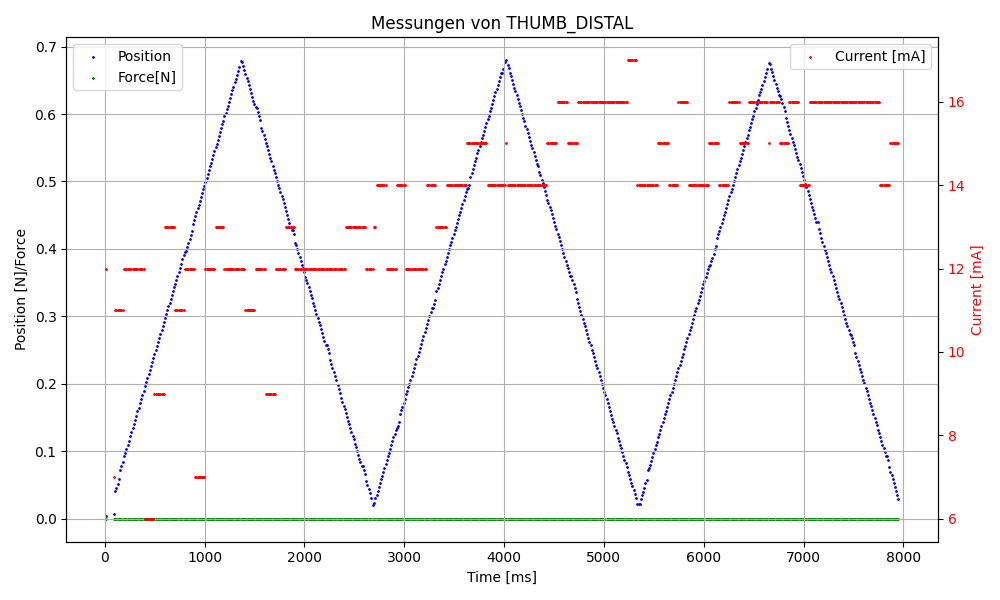 Messungen von THUMB_DISTAL
Position
Force[N]
Current [mA]
0.7
0.6
0.5
0.4
0.3
0.2
0.1
0.0
Position [N]/Force
16
14
12
10
8
6
Current [mA]
0 1000 2000 3000 4000 5000 6000 7000 8000
Time [ms]